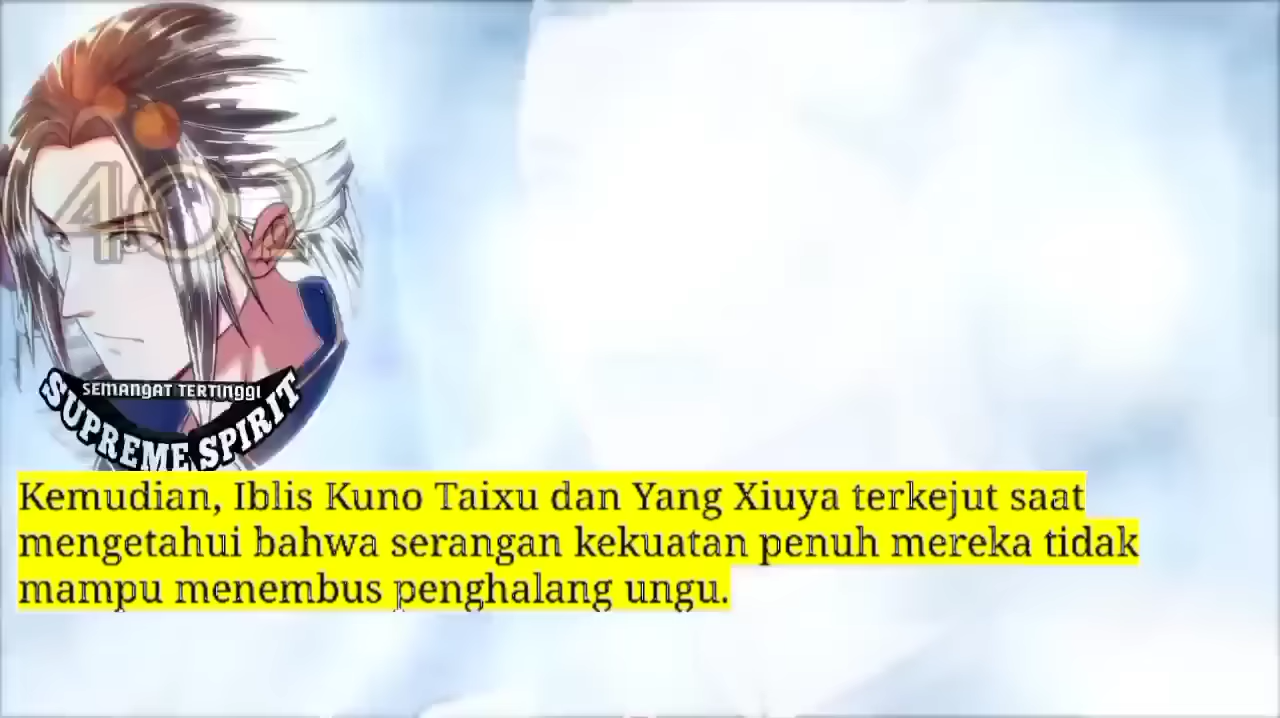 402
SEMANGAT TERTINGGI
SUPREME SPIRIT
Kemudian, Iblis Kuno Taixu dan Yang Xiuya terkejut saat
mengetahui bahwa serangan kekuatan penuh mereka tidak
mampu menembus penghalang ungu.